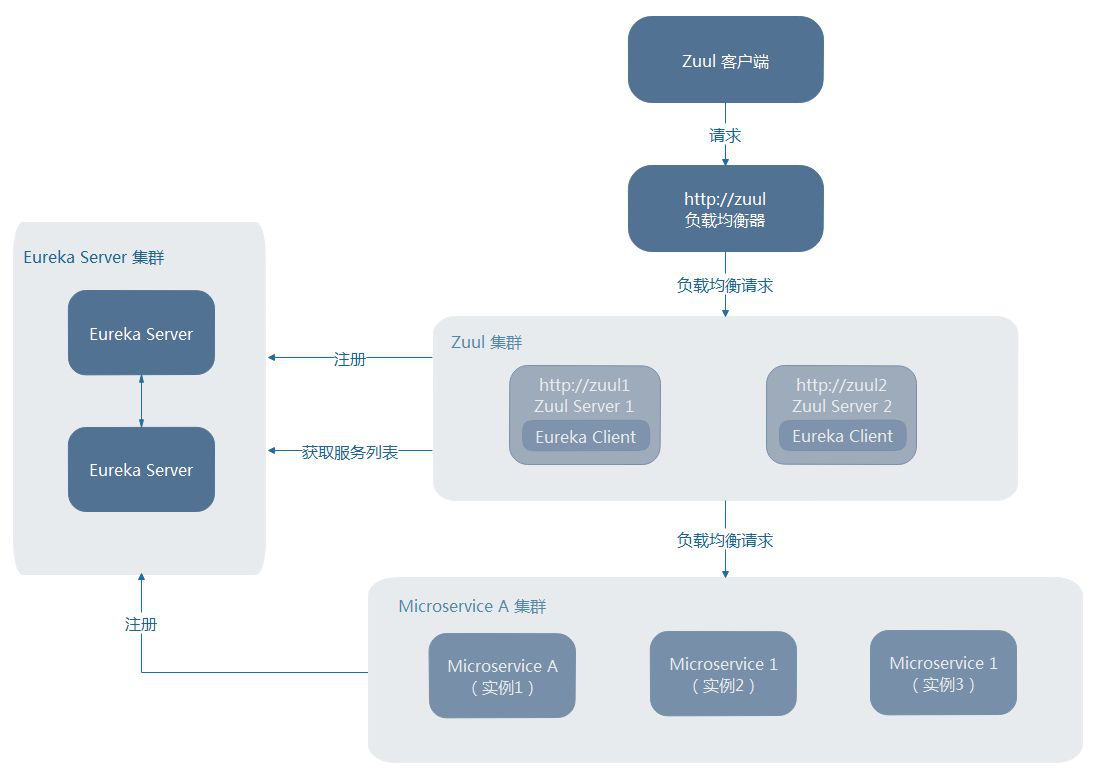 Zuul 客户端
请求
http://zuul
负载均衡器
负载均衡请求
Eureka Server 集群
Eureka Server
Eureka Server
注册
获取服务列表
Zuul 集群
http://zuul1
Zuul Server 1
Eureka Client
http://zuul2
Zuul Server 2
Eureka Client
负载均衡请求
注册
Microservice A 集群
Microservice A
（实例1）
Microservice 1
（实例2）
Microservice 1
（实例3）